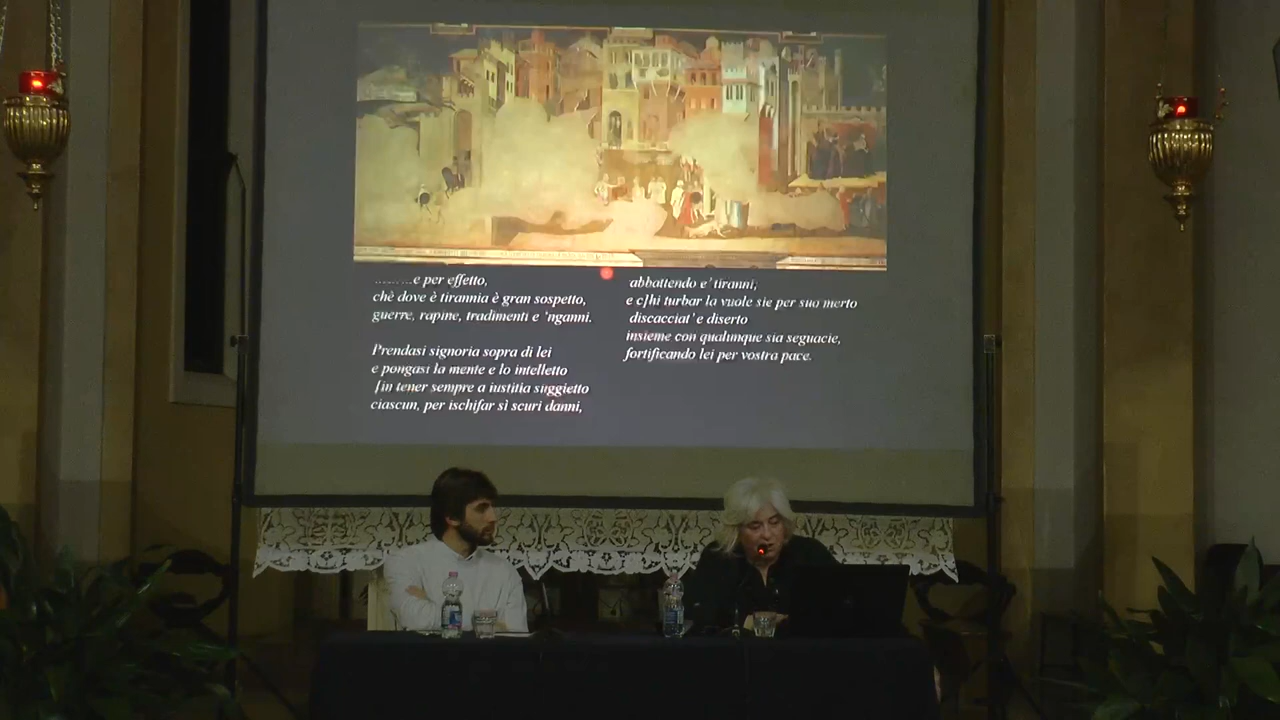 e per effetto,
chè dove è tirannia è gran sospetto,
guerre, rapine, tradimenti e 'nganni.
Prendasi signoria sopra di lei
e pongasi la mente e lo intelletto
[in tener sempre a iustitia suggietto
ciascun, per ischifar sì scuri danni,
abbattendo e' tiranni,
e c[hi turbar la vuole sie per suo merto
discacciat' e diserto
insieme con qualunque sia seguacie,
fortificando lei per vostra pace.